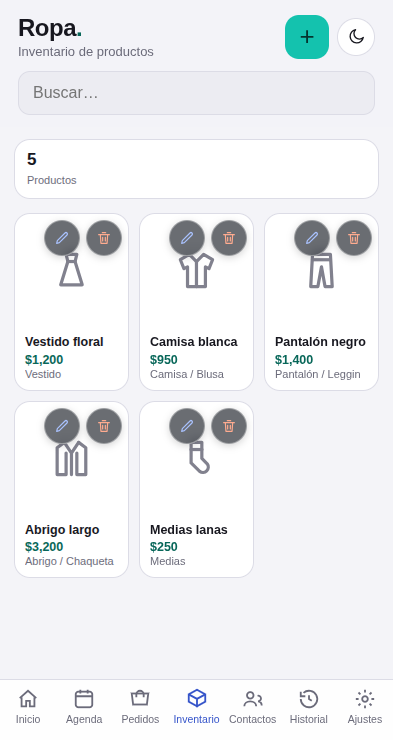 Ropa.
Inventario de productos
Buscar…
5
Productos
Vestido floral
$1,200
Vestido
Camisa blanca
$950
Camisa / Blusa
Pantalón negro
$1,400
Pantalón / Leggin
Abrigo largo
$3,200
Abrigo / Chaqueta
Medias lanas
$250
Medias
Inicio
Agenda
Pedidos
Inventario
Contactos
Historial
Ajustes